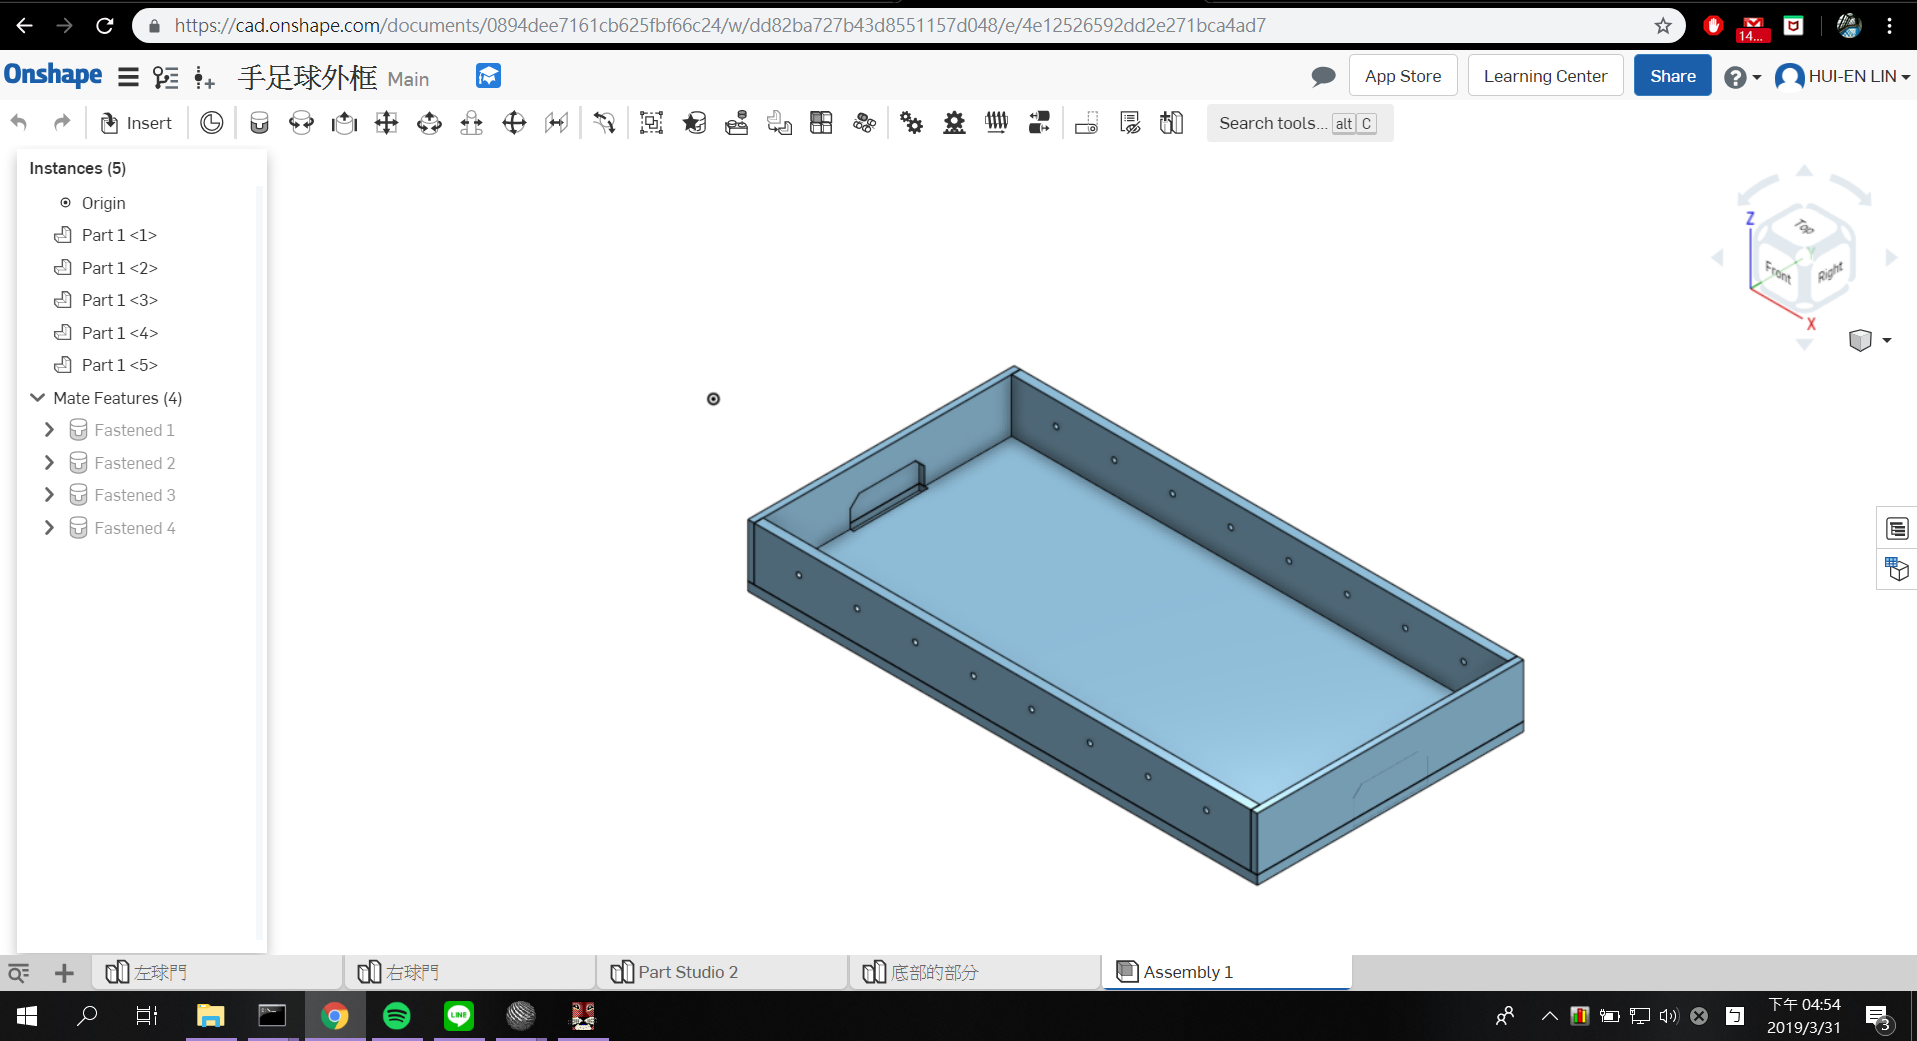 https://cad.onshape.com/documents/0894dee7161cb625fbf66c24/w/dd82ba727b43d8551157d048/e/4e12526592dd2e271bca4ad7
14...
Onshape 手足球外框 Main App Store Learning Center Share HUI-EN LIN
Insert Search tools... alt C
Instances (5)
Origin
Part 1 <1>
Part 1 <2>
Part 1 <3>
Part 1 <4>
Part 1 <5>
Mate Features (4)
Fastened 1
Fastened 2
Fastened 3
Fastened 4
Z
Top
Y
Front
Right
X
左球門 右球門 Part Studio 2 底部的部分 Assembly 1
LINE
ㄅ
下午 04:54
2019/3/31
3